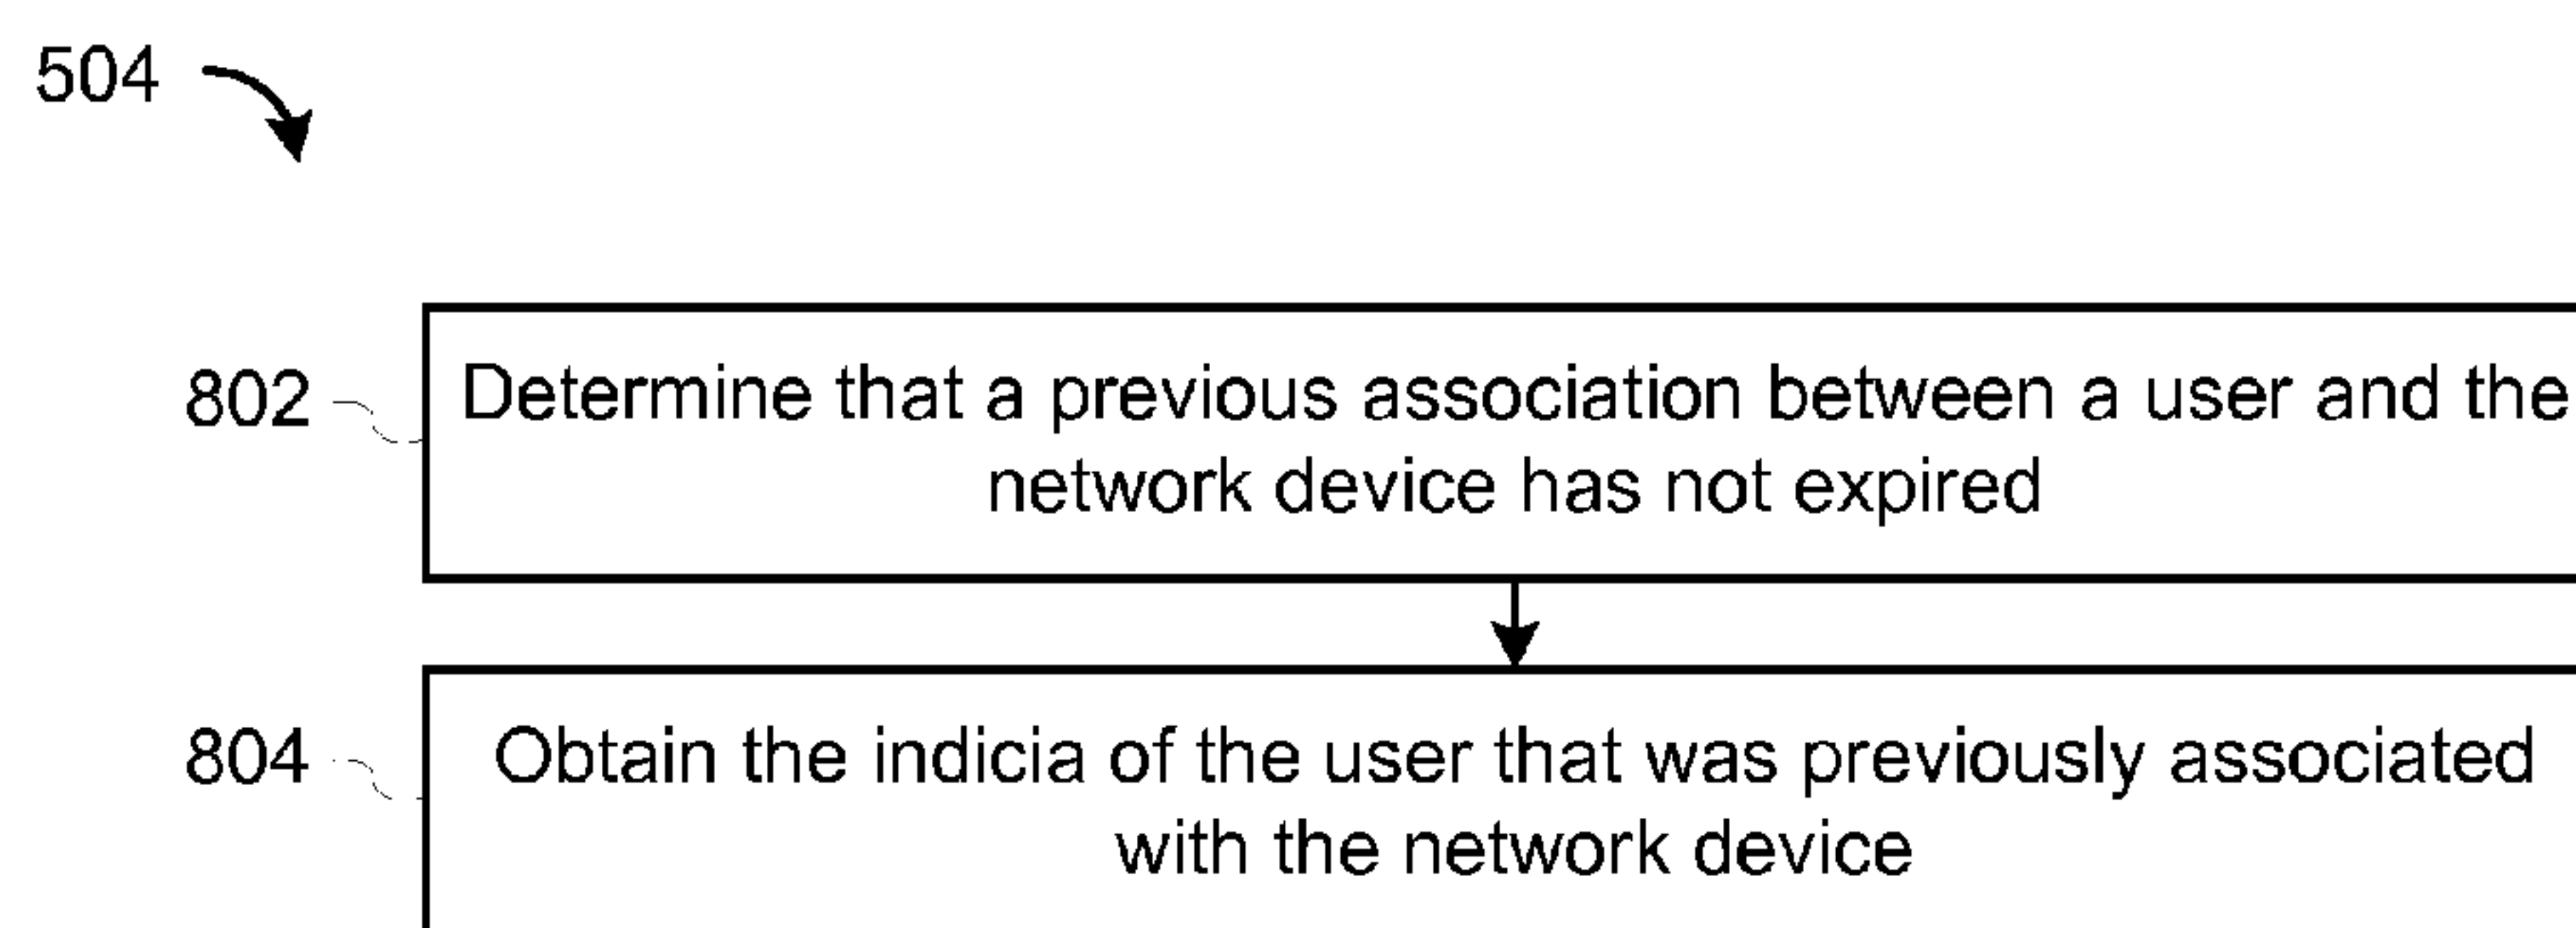 504
802
Determine that a previous association between a user and the
network device has not expired
804
Obtain the indicia of the user that was previously associated
with the network device